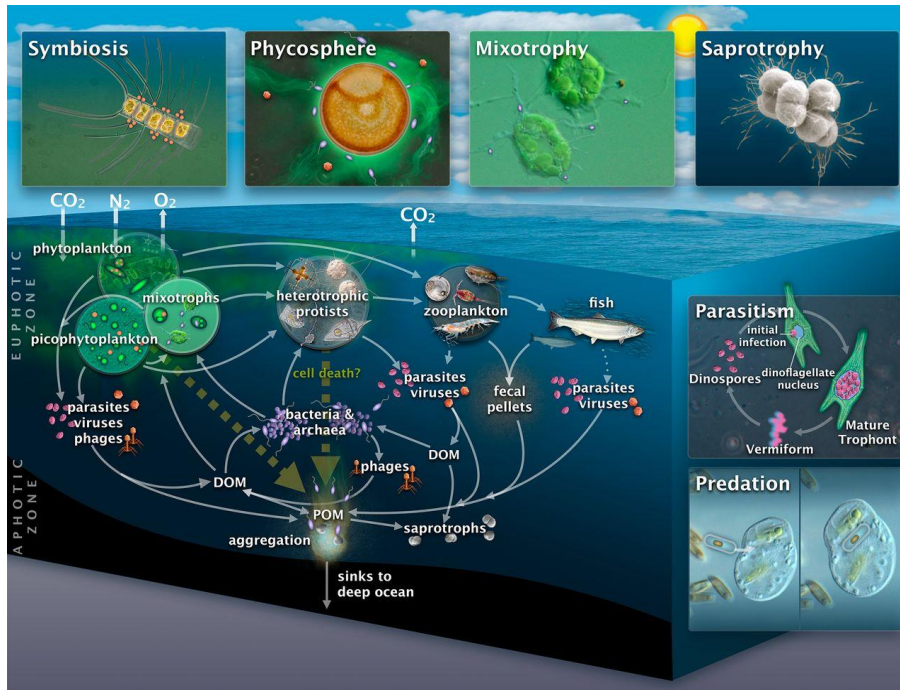 Symbiosis
Phycosphere
Mixotrophy
Saprotrophy
CO2
N2
O2
CO2
EUPHOTIC
ZONE
phytoplankton
mixotrophs
picophytoplankton
heterotrophic
protists
zooplankton
fish
cell death?
parasites
viruses
fecal
pellets
parasites
viruses
parasites
viruses
phages
bacteria &
archaea
DOM
phages
DOM
APHOTIC
ZONE
POM
aggregation
saprotrophs
sinks to
deep ocean
Parasitism
initial
infection
dinoflagellate
nucleus
Dinospores
Mature
Trophont
Vermiform
Predation